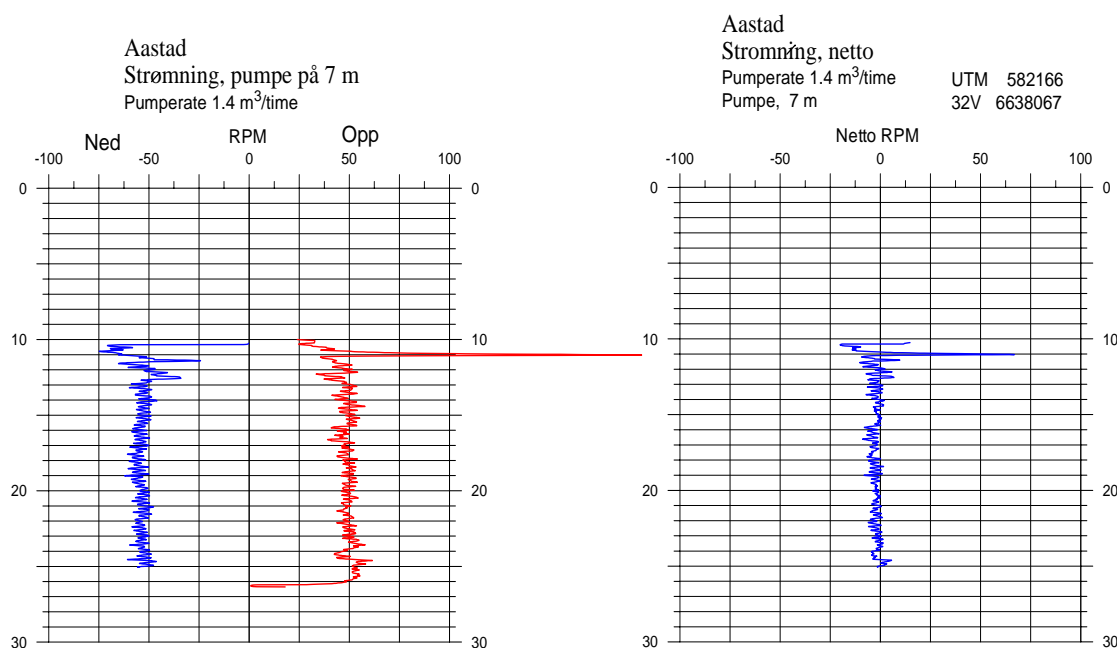 Aastad
Strømning, pumpe på 7 m
Pumperate 1.4 m³/time
Ned RPM Opp
-100 -50 0 50 100
0 0
10 10
20 20
30 30
Aastad
Stromning, netto
Pumperate 1.4 m³/time UTM 582166
Pumpe, 7 m 32V 6638067
Netto RPM
-100 -50 0 50 100
0 0
10 10
20 20
30 30